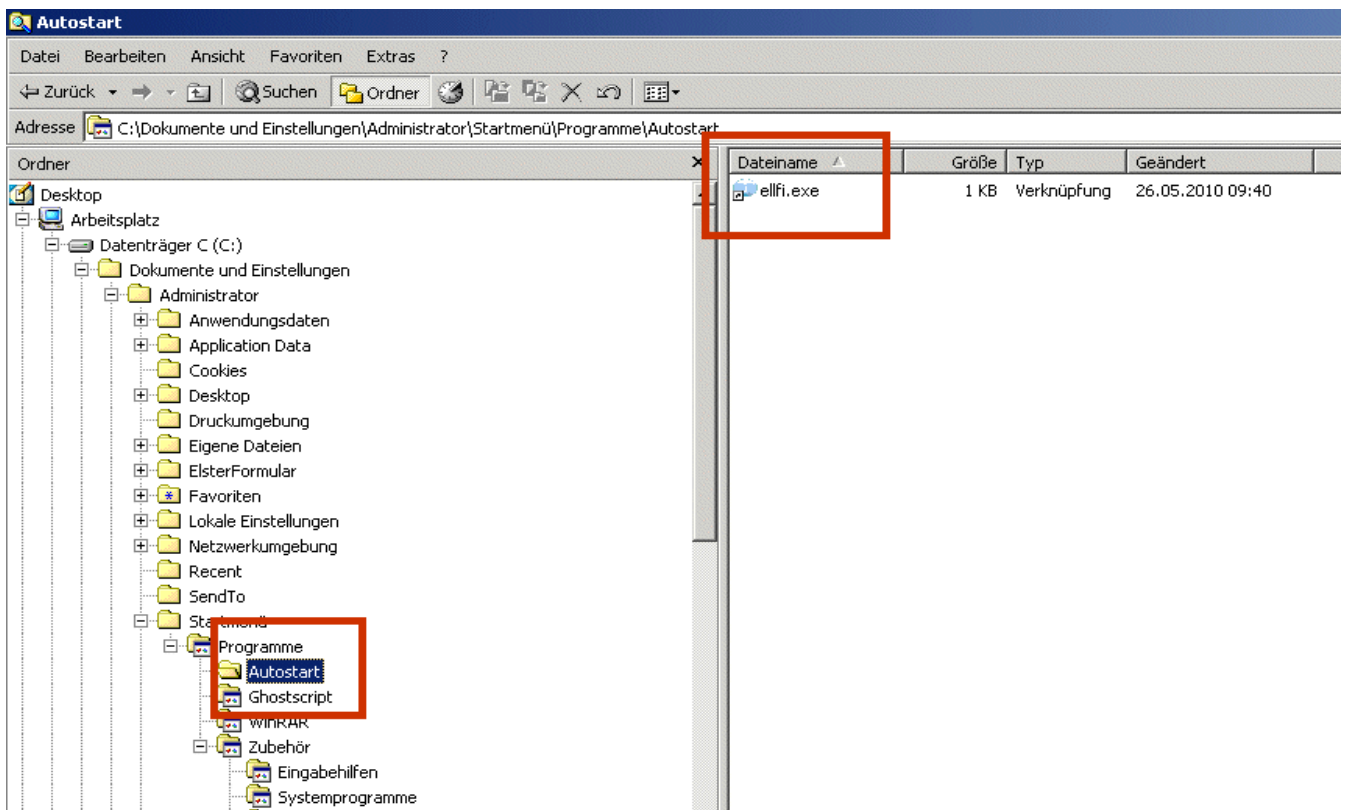 Autostart
Datei Bearbeiten Ansicht Favoriten Extras ?
Zurück Suchen Ordner
Adresse C:\Dokumente und Einstellungen\Administrator\Startmenü\Programme\Autostart
Ordner
Desktop
Arbeitsplatz
Datenträger C (C:)
Dokumente und Einstellungen
Administrator
Anwendungsdaten
Application Data
Cookies
Desktop
Druckumgebung
Eigene Dateien
ElsterFormular
Favoriten
Lokale Einstellungen
Netzwerkumgebung
Recent
SendTo
Startmenü
Programme
Autostart
Ghostscript
WinRAR
Zubehör
Eingabehilfen
Systemprogramme
Dateiname Größe Typ Geändert
ellfi.exe 1 KB Verknüpfung 26.05.2010 09:40